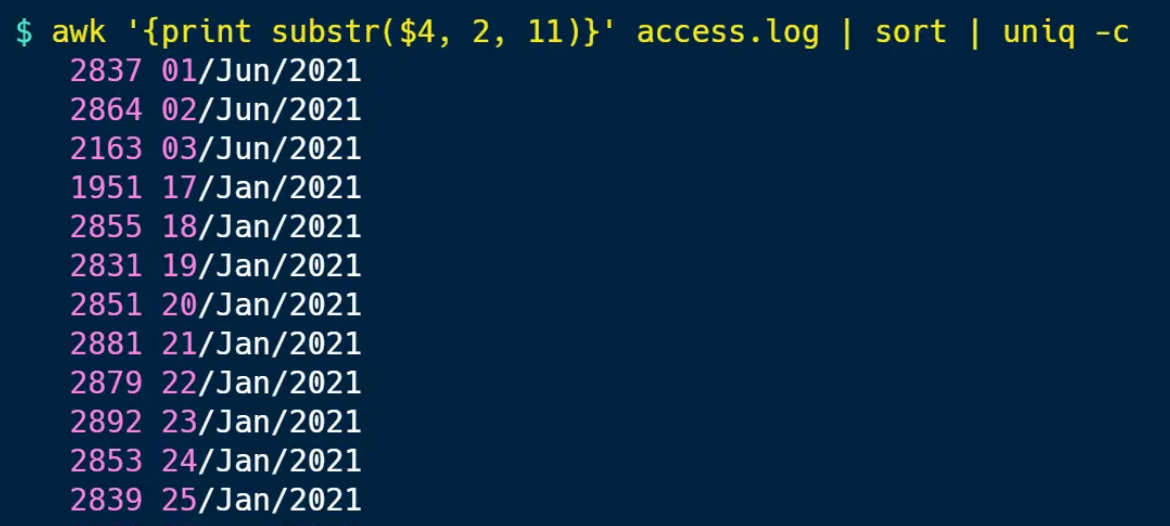 $ awk '{print substr($4, 2, 11)}' access.log | sort | uniq -c
2837 01/Jun/2021
2864 02/Jun/2021
2163 03/Jun/2021
1951 17/Jan/2021
2855 18/Jan/2021
2831 19/Jan/2021
2851 20/Jan/2021
2881 21/Jan/2021
2879 22/Jan/2021
2892 23/Jan/2021
2853 24/Jan/2021
2839 25/Jan/2021